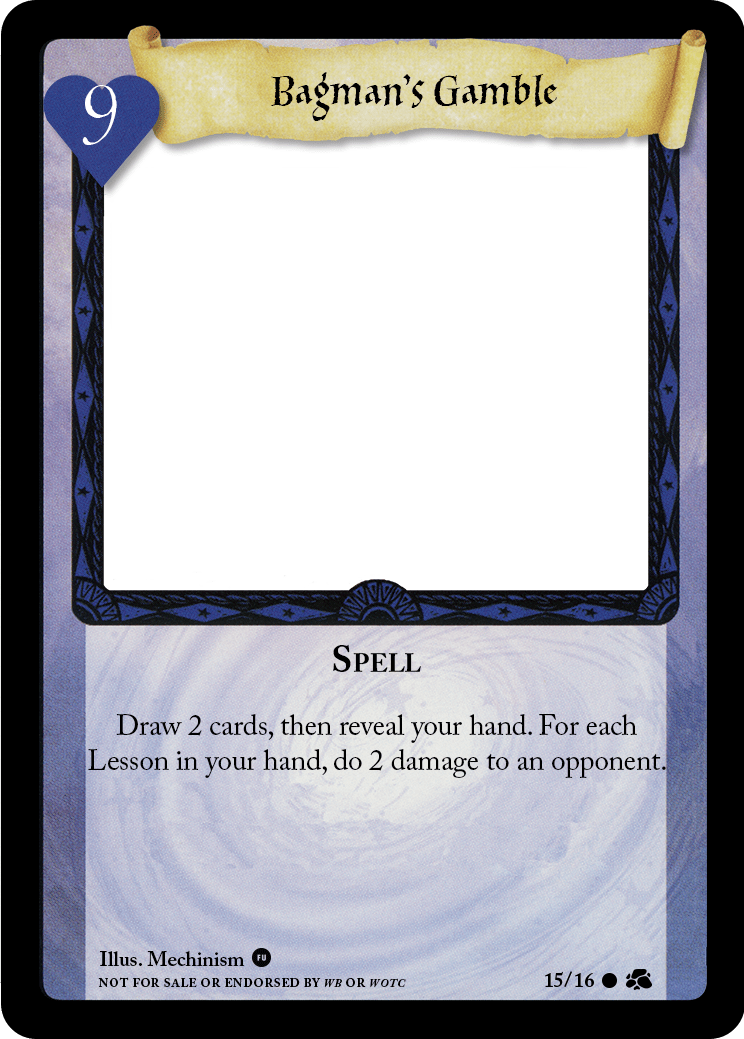 Bagman's Gamble
9
SPELL
Draw 2 cards, then reveal your hand. For each
Lesson in your hand, do 2 damage to an opponent.
Illus. Mechinism FU
NOT FOR SALE OR ENDORSED BY WB OR WOTC
15/16